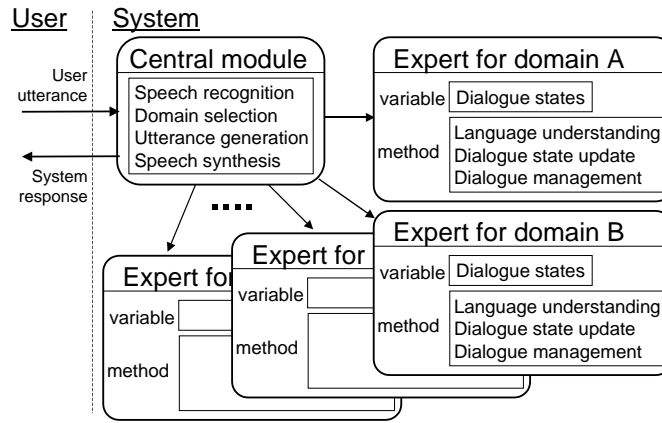 User
System
User
utterance
System
response
Central module
Speech recognition
Domain selection
Utterance generation
Speech synthesis
Expert for domain A
variable
Dialogue states
method
Language understanding
Dialogue state update
Dialogue management
Expert for domain B
variable
Dialogue states
method
Language understanding
Dialogue state update
Dialogue management
Expert for
variable
method
Expert for
variable
method